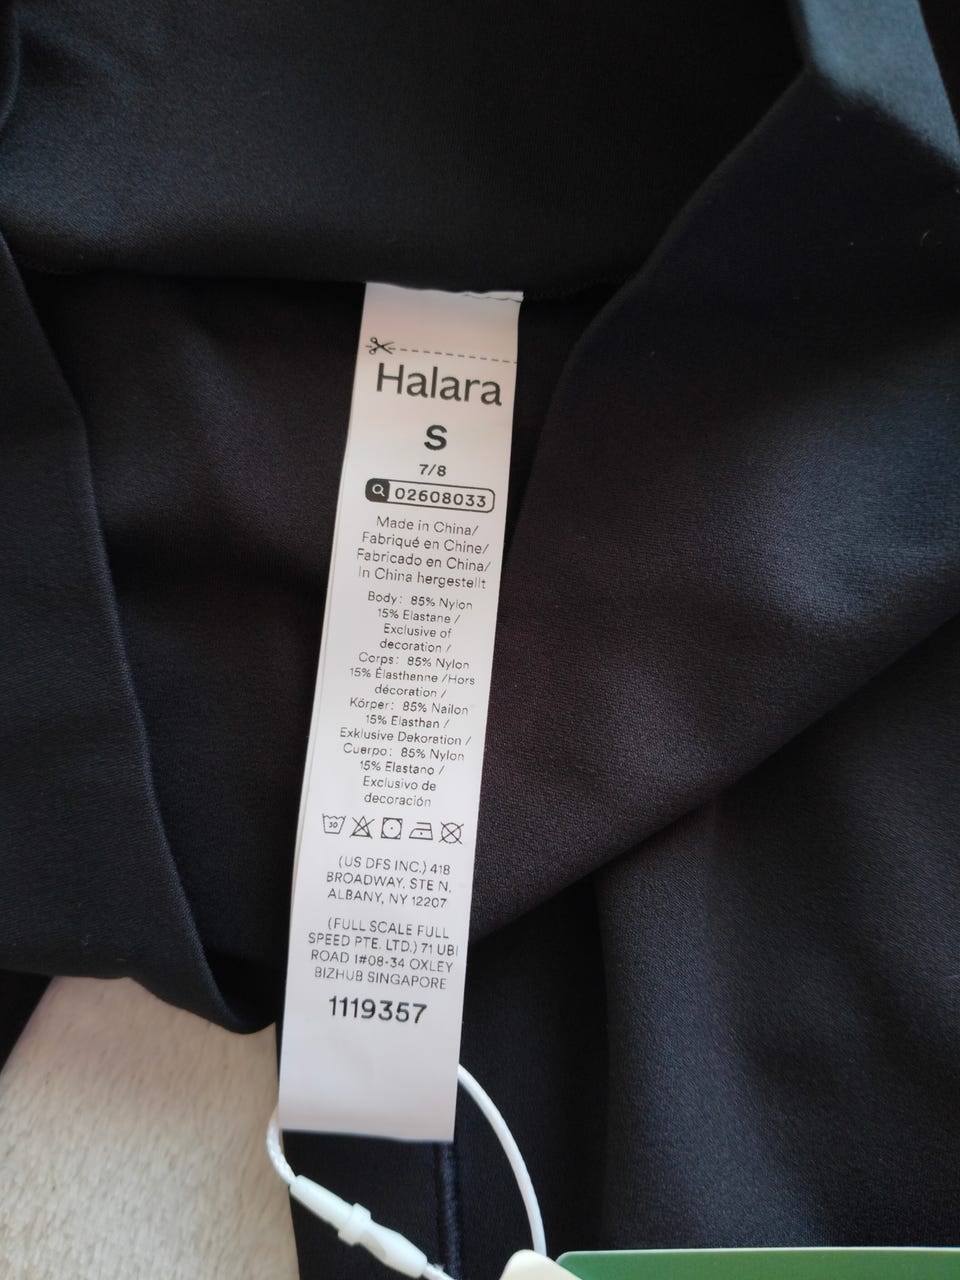 Halara
S
7/8
02608033
Made in China/
Fabriqué en Chine/
Fabricado en China/
In China hergestellt
Body: 85% Nylon
15% Elastane /
Exclusive of
decoration /
Corps: 85% Nylon
15% Élasthanne /Hors
décoration /
Körper: 85% Nailon
15% Elasthan /
Exklusive Dekoration /
Cuerpo: 85% Nylon
15% Elastano /
Exclusivo de
decoración
30
(US DFS INC.) 418
BROADWAY, STE N,
ALBANY, NY 12207
(FULL SCALE FULL
SPEED PTE. LTD.) 71 UBI
ROAD 1#08-34 OXLEY
BIZHUB SINGAPORE
1119357